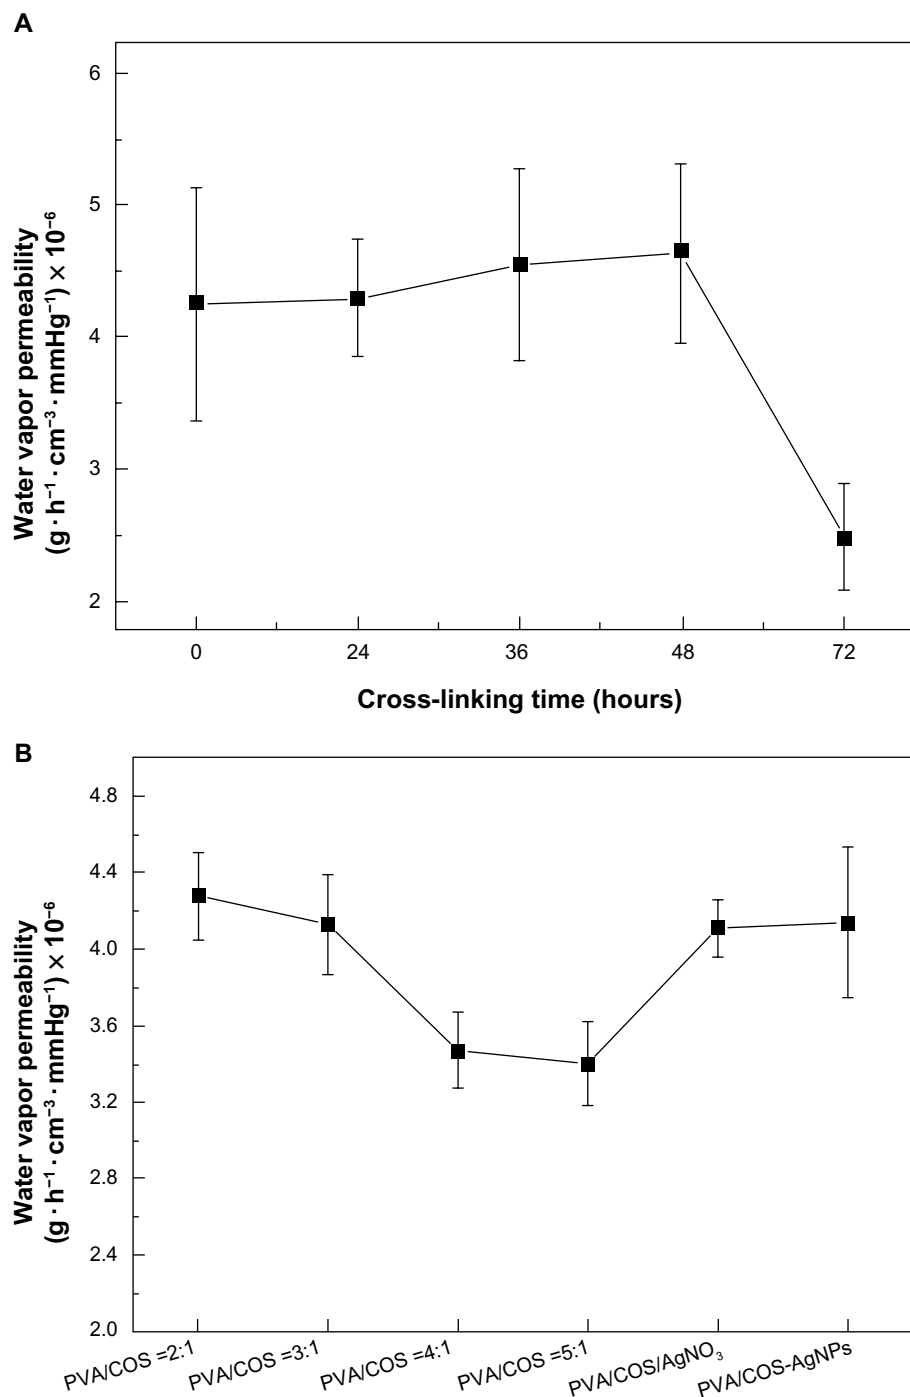 A
6
5
4
3
2
Water vapor permeability
(g·h⁻¹·cm⁻³·mmHg⁻¹) × 10⁻⁶
0 24 36 48 72
Cross-linking time (hours)
B
4.8
4.4
4.0
3.6
3.2
2.8
2.4
2.0
Water vapor permeability
(g·h⁻¹·cm⁻³·mmHg⁻¹) × 10⁻⁶
PVA/COS =2:1
PVA/COS =3:1
PVA/COS =4:1
PVA/COS =5:1
PVA/COS/AgNO₃
PVA/COS-AgNPs